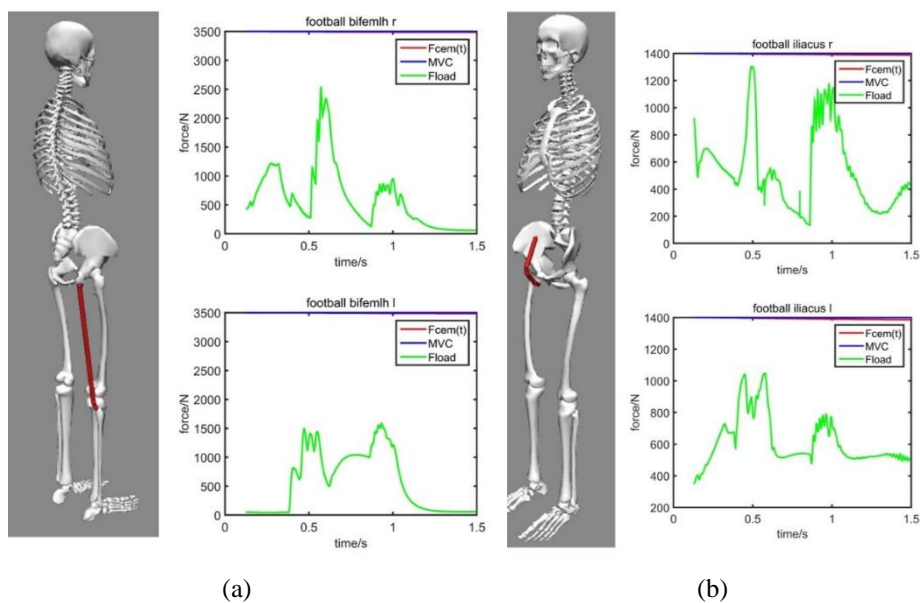 football bifemlh r
3500
3000
2500
2000
1500
1000
500
0
force/N
Fcem(t)
MVC
Fload
0 0.5 1 1.5
time/s
football bifemlh l
3500
3000
2500
2000
1500
1000
500
0
force/N
Fcem(t)
MVC
Fload
0 0.5 1 1.5
time/s
football iliacus r
1400
1200
1000
800
600
400
200
0
force/N
Fcem(t)
MVC
Fload
0 0.5 1 1.5
time/s
football iliacus l
1400
1200
1000
800
600
400
200
force/N
Fcem(t)
MVC
Fload
0 0.5 1 1.5
time/s
(a) (b)